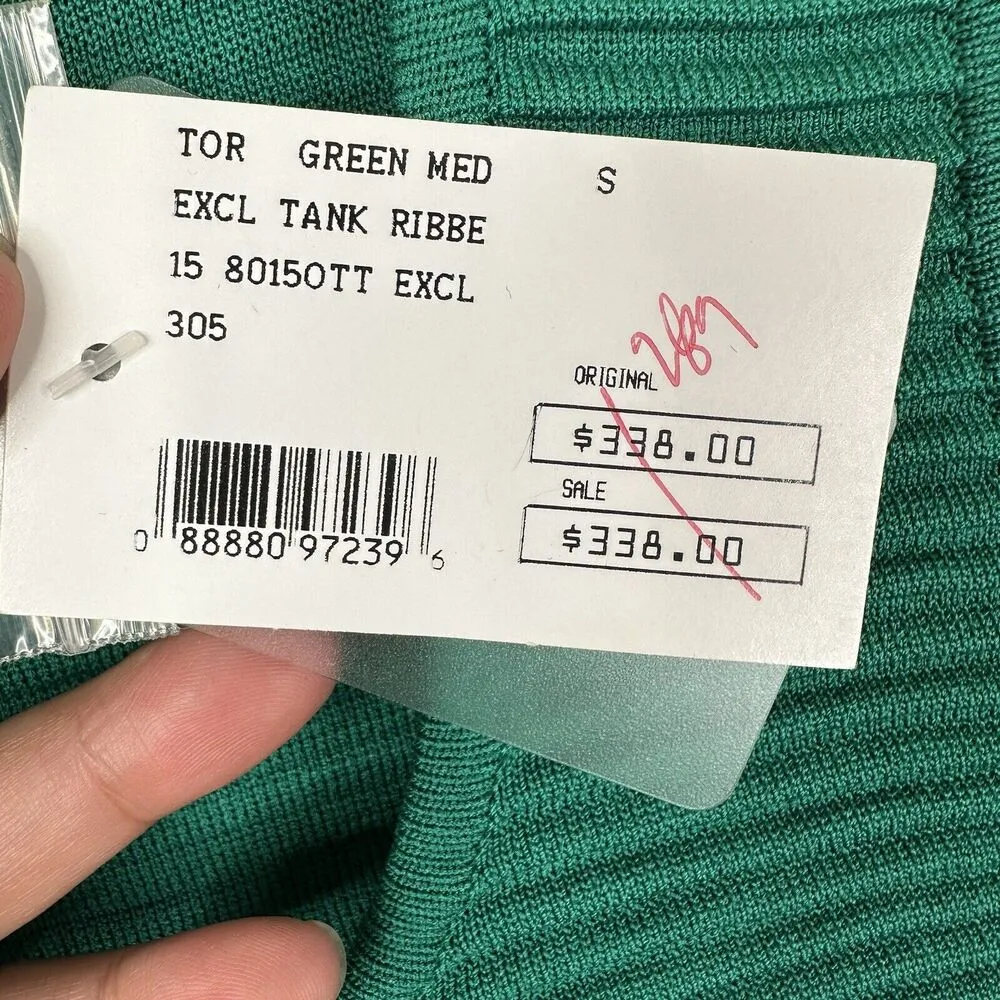 TOR GREEN MED S
EXCL TANK RIBBE
15 80150TT EXCL
305
ORIGINAL
$338.00
SALE
$338.00
0 88880 97239 6